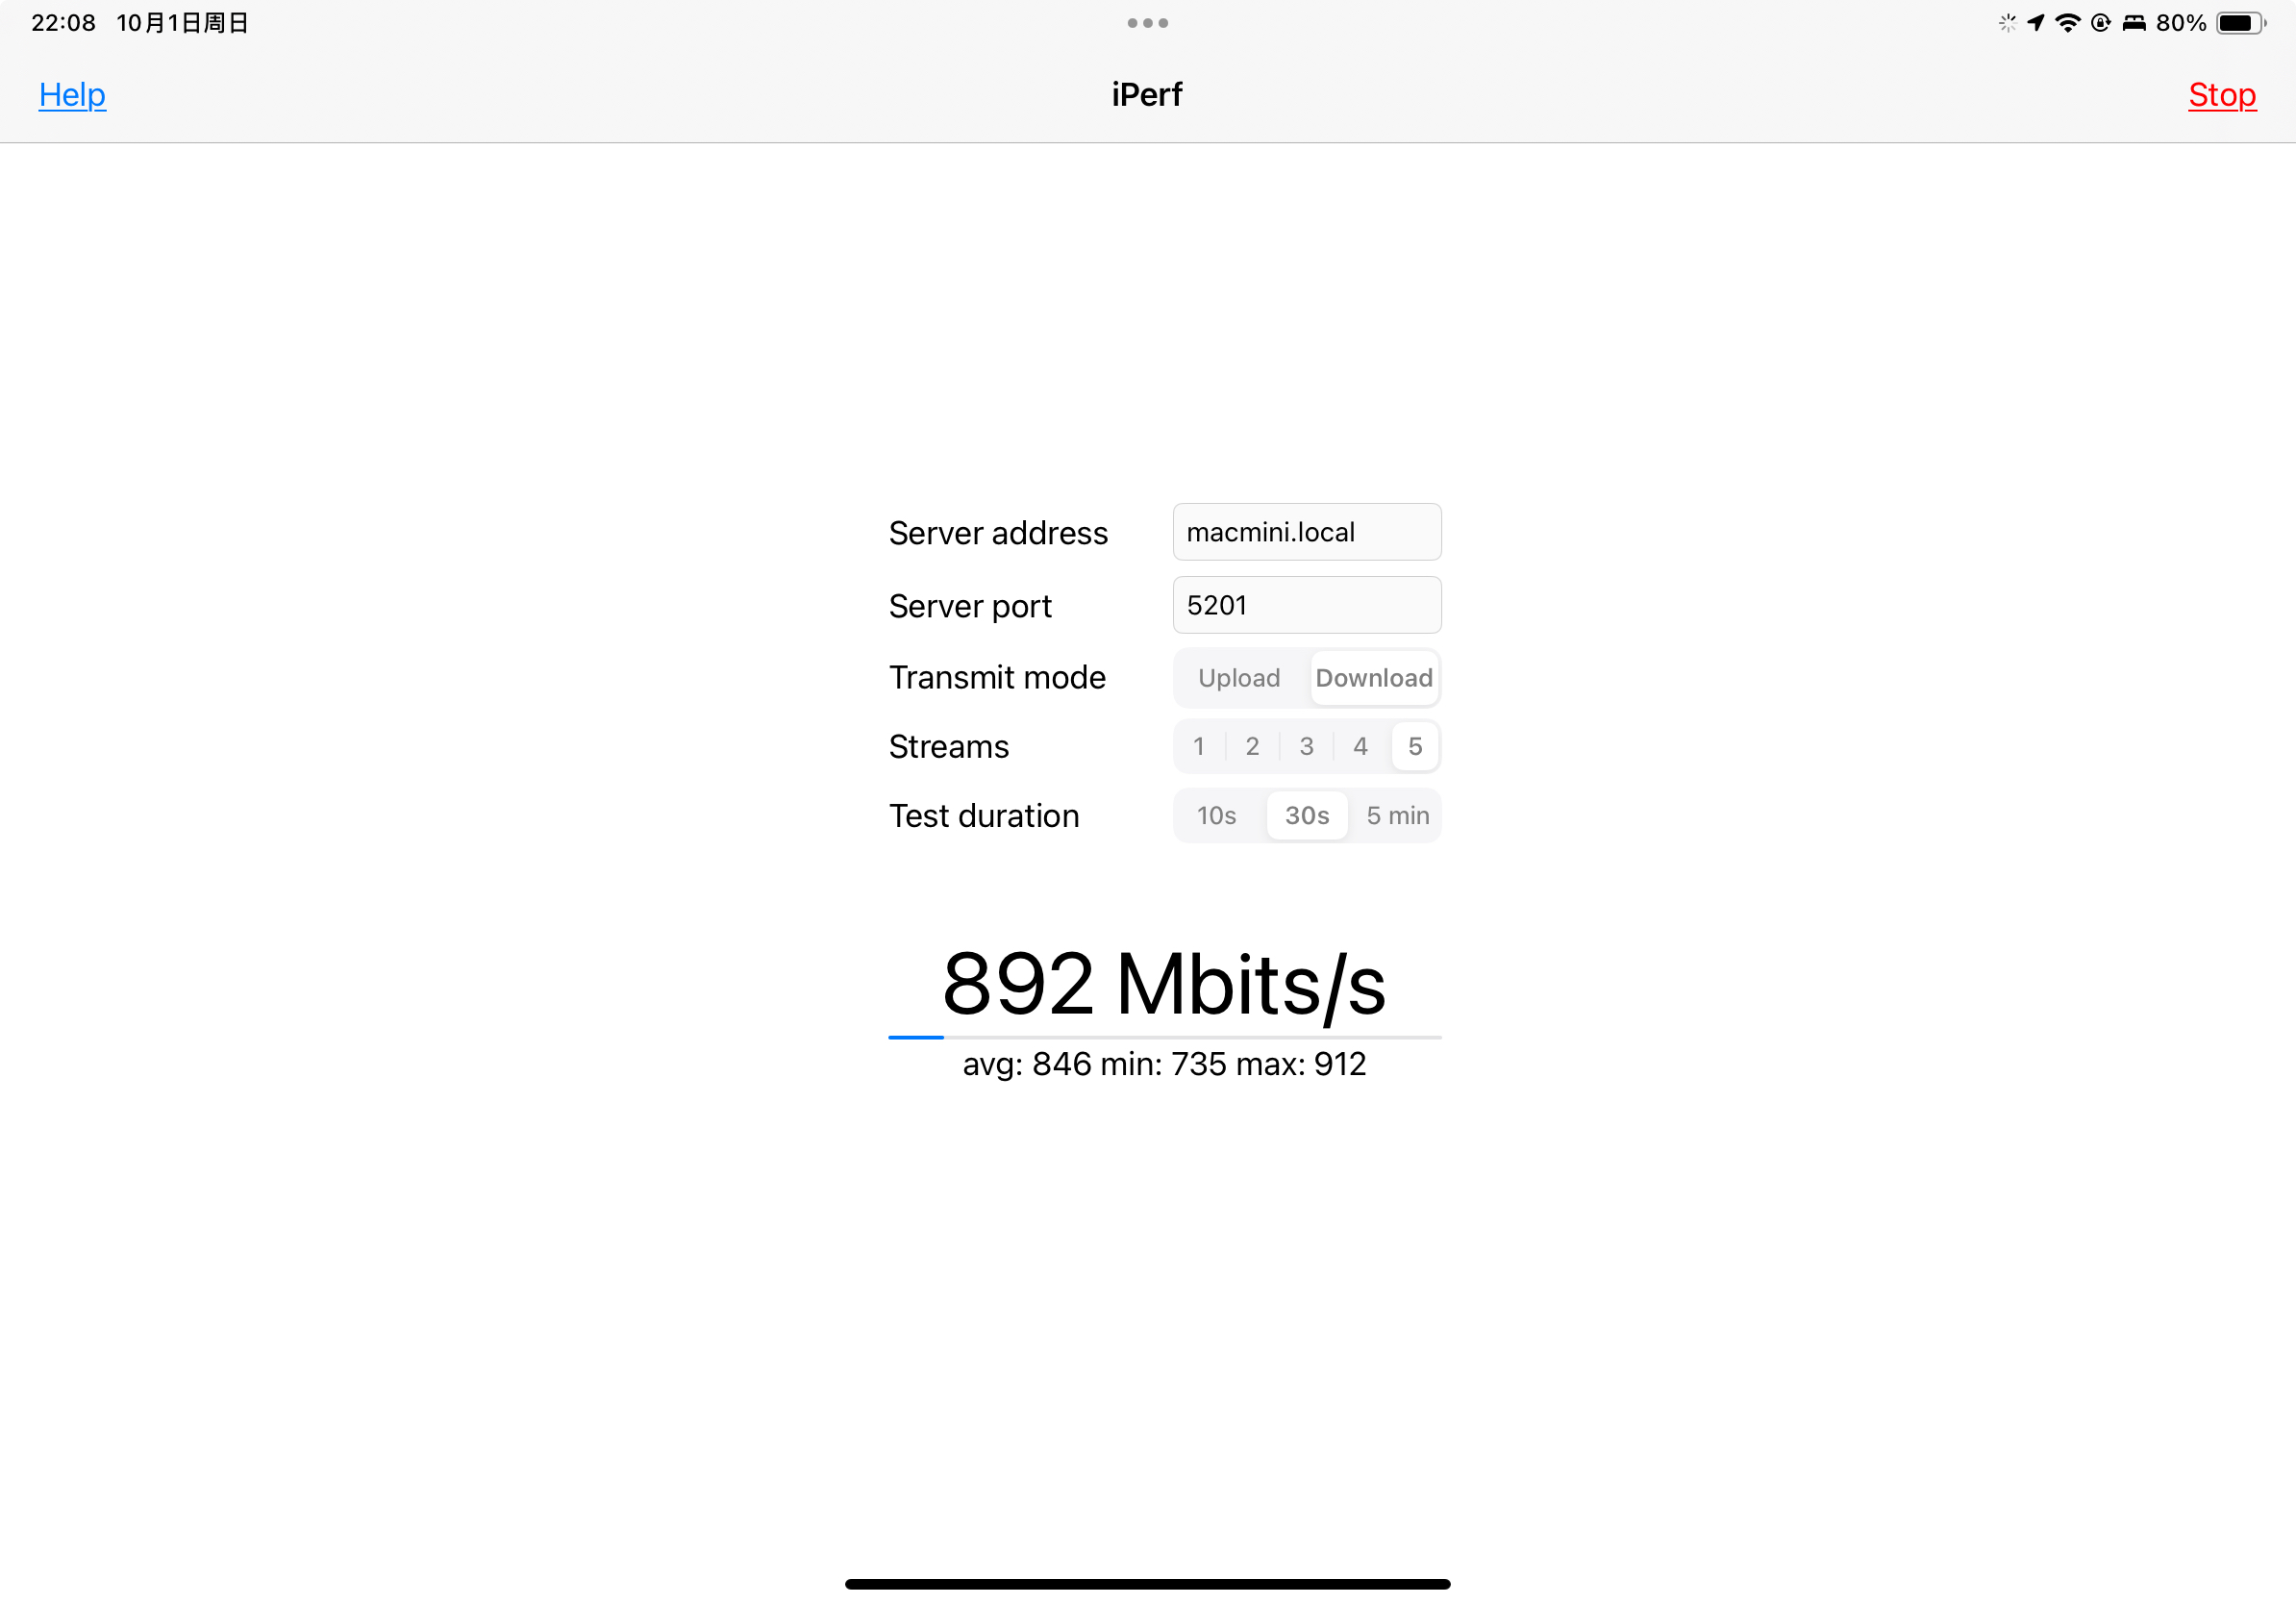 22:08 10月1日周日
80%
Help
iPerf
Stop
Server address macmini.local
Server port 5201
Transmit mode Upload Download
Streams 1 2 3 4 5
Test duration 10s 30s 5 min
892 Mbits/s
avg: 846 min: 735 max: 912